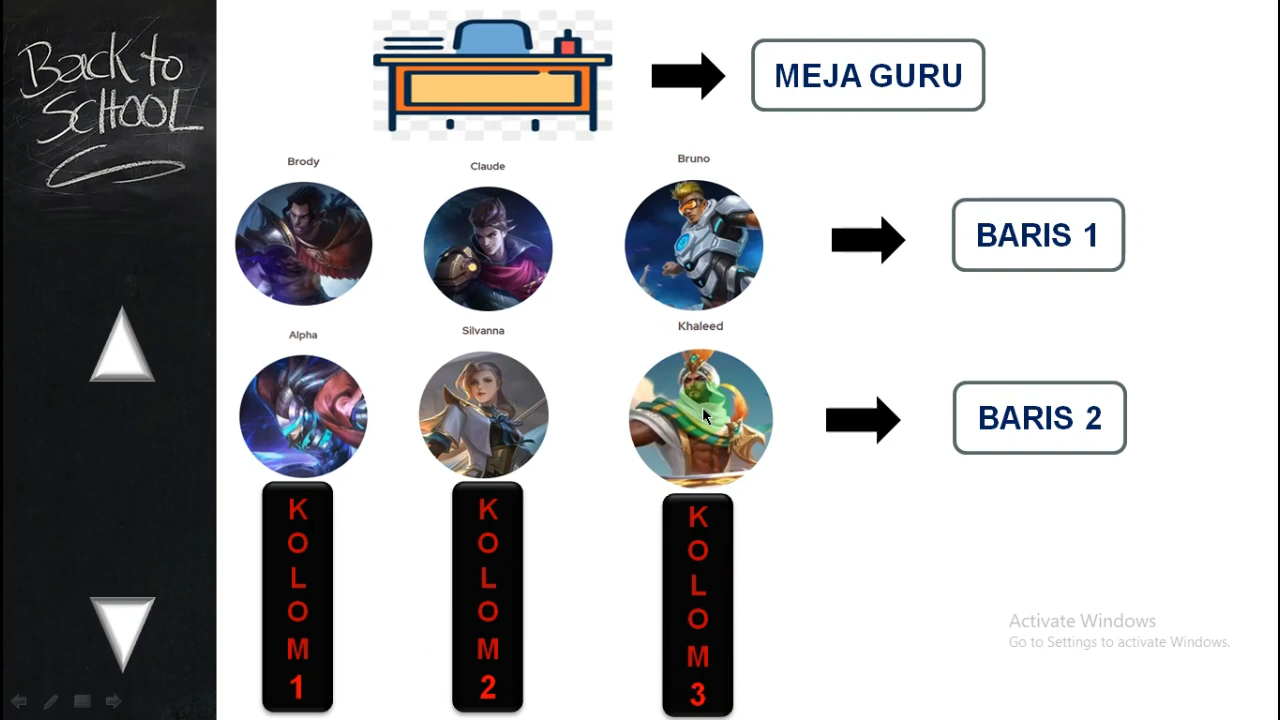 Back to
School
MEJA GURU
Brody
Claude
Bruno
BARIS 1
Alpha
Silvanna
Khaleed
BARIS 2
KOLOM 1
KOLOM 2
KOLOM 3
Activate Windows
Go to Settings to activate Windows.